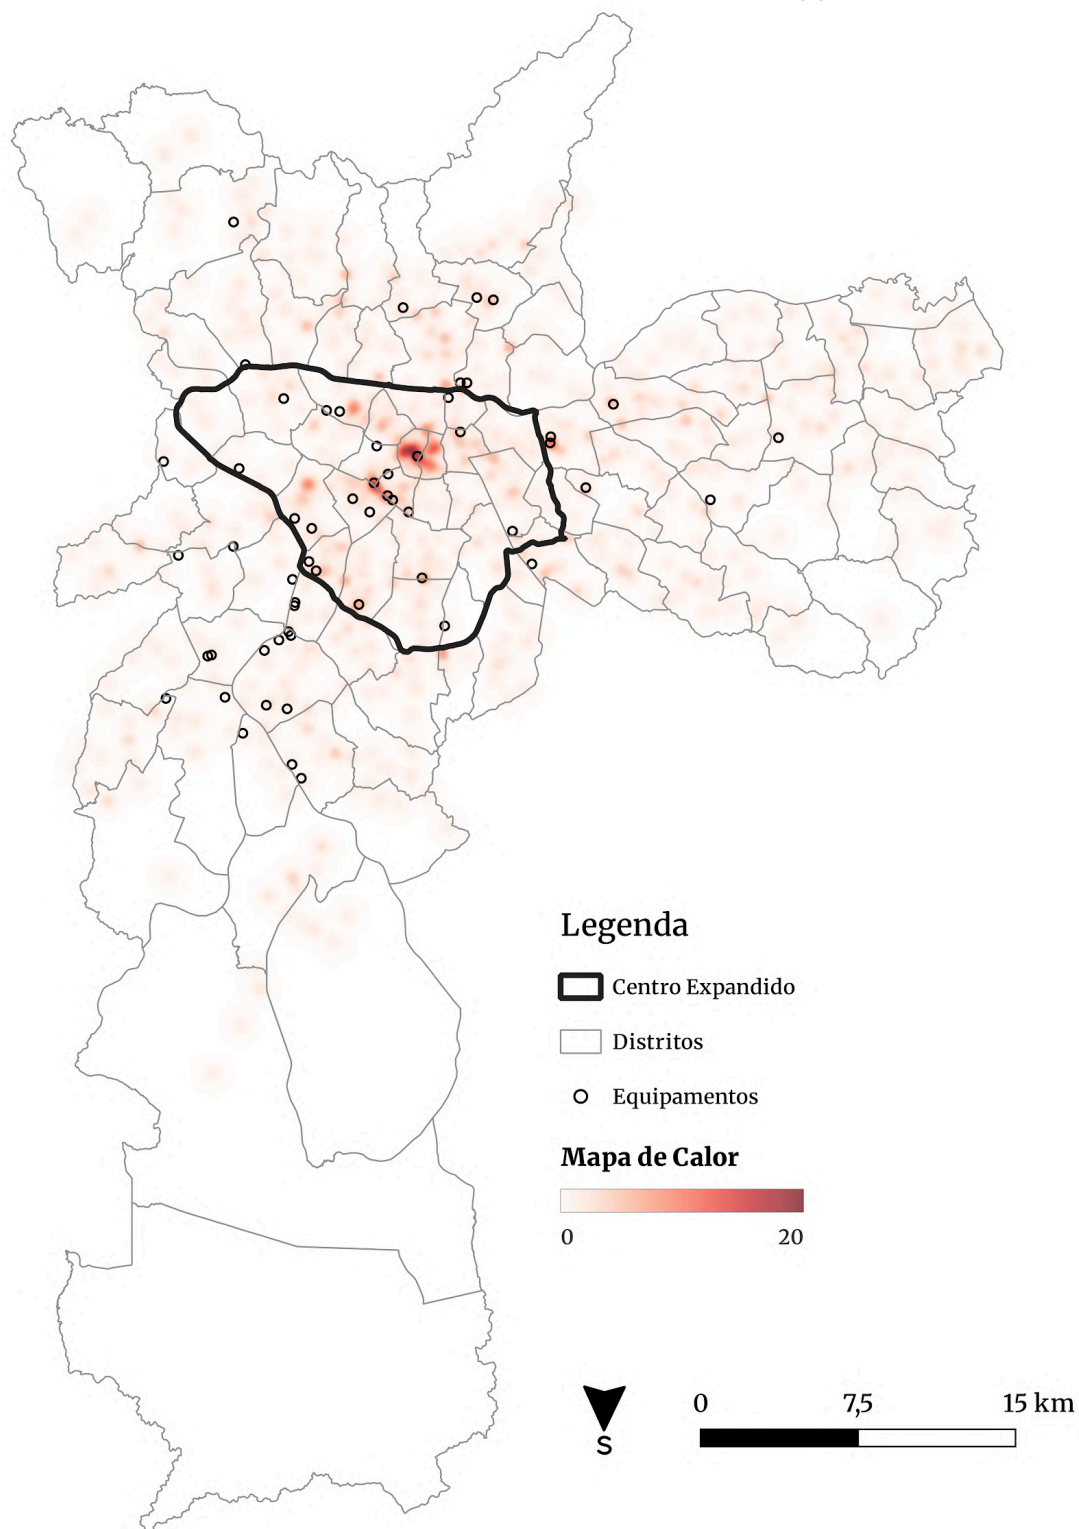 Legenda
Centro Expandido
Distritos
Equipamentos
Mapa de Calor
0 20
0 7,5 15 km
S